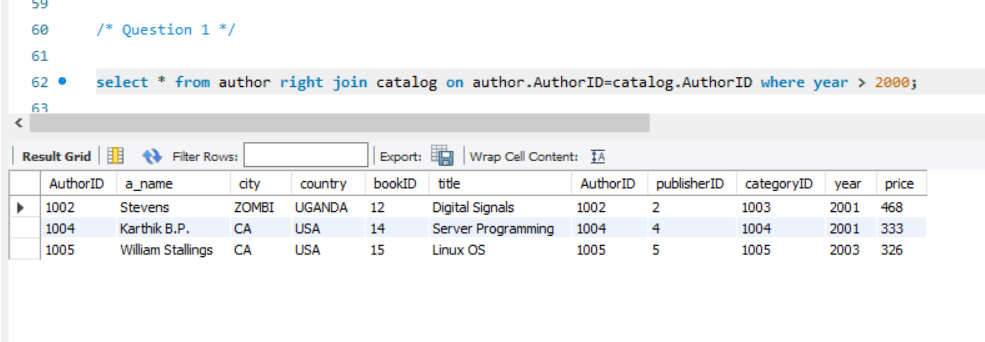 59
60 /* Question 1 */
61
62 select * from author right join catalog on author.AuthorID=catalog.AuthorID where year > 2000;
63
Result Grid Filter Rows: Export: Wrap Cell Content:
AuthorID a_name city country bookID title AuthorID publisherID categoryID year price
1002 Stevens ZOMBI UGANDA 12 Digital Signals 1002 2 1003 2001 468
1004 Karthik B.P. CA USA 14 Server Programming 1004 4 1004 2001 333
1005 William Stallings CA USA 15 Linux OS 1005 5 1005 2003 326